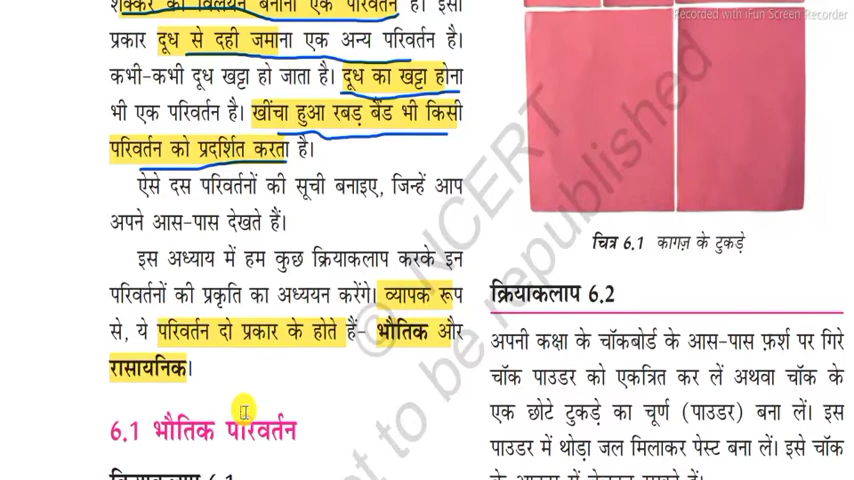 शक्कर का विलयन बनाना एक परिवर्तन है। इसी
प्रकार दूध से दही जमाना एक अन्य परिवर्तन है।
कभी-कभी दूध खट्टा हो जाता है। दूध का खट्टा होना
भी एक परिवर्तन है। खींचा हुआ रबड़ बैंड भी किसी
परिवर्तन को प्रदर्शित करता है।
ऐसे दस परिवर्तनों की सूची बनाइए, जिन्हें आप
अपने आस-पास देखते हैं।
इस अध्याय में हम कुछ क्रियाकलाप करके इन
परिवर्तनों की प्रकृति का अध्ययन करेंगे। व्यापक रूप
से, ये परिवर्तन दो प्रकार के होते हैं- भौतिक और
रासायनिक।
6.1 भौतिक परिवर्तन
क्रियाकलाप 6.1
Recorded with iFun Screen Recorder
चित्र 6.1 कागज़ के टुकड़े
क्रियाकलाप 6.2
अपनी कक्षा के चॉकबोर्ड के आस-पास फ़र्श पर गिरे
चॉक पाउडर को एकत्रित कर लें अथवा चॉक के
एक छोटे टुकड़े का चूर्ण (पाउडर) बना लें। इस
पाउडर में थोड़ा जल मिलाकर पेस्ट बना लें। इसे चॉक
© NCERT
not to be republished